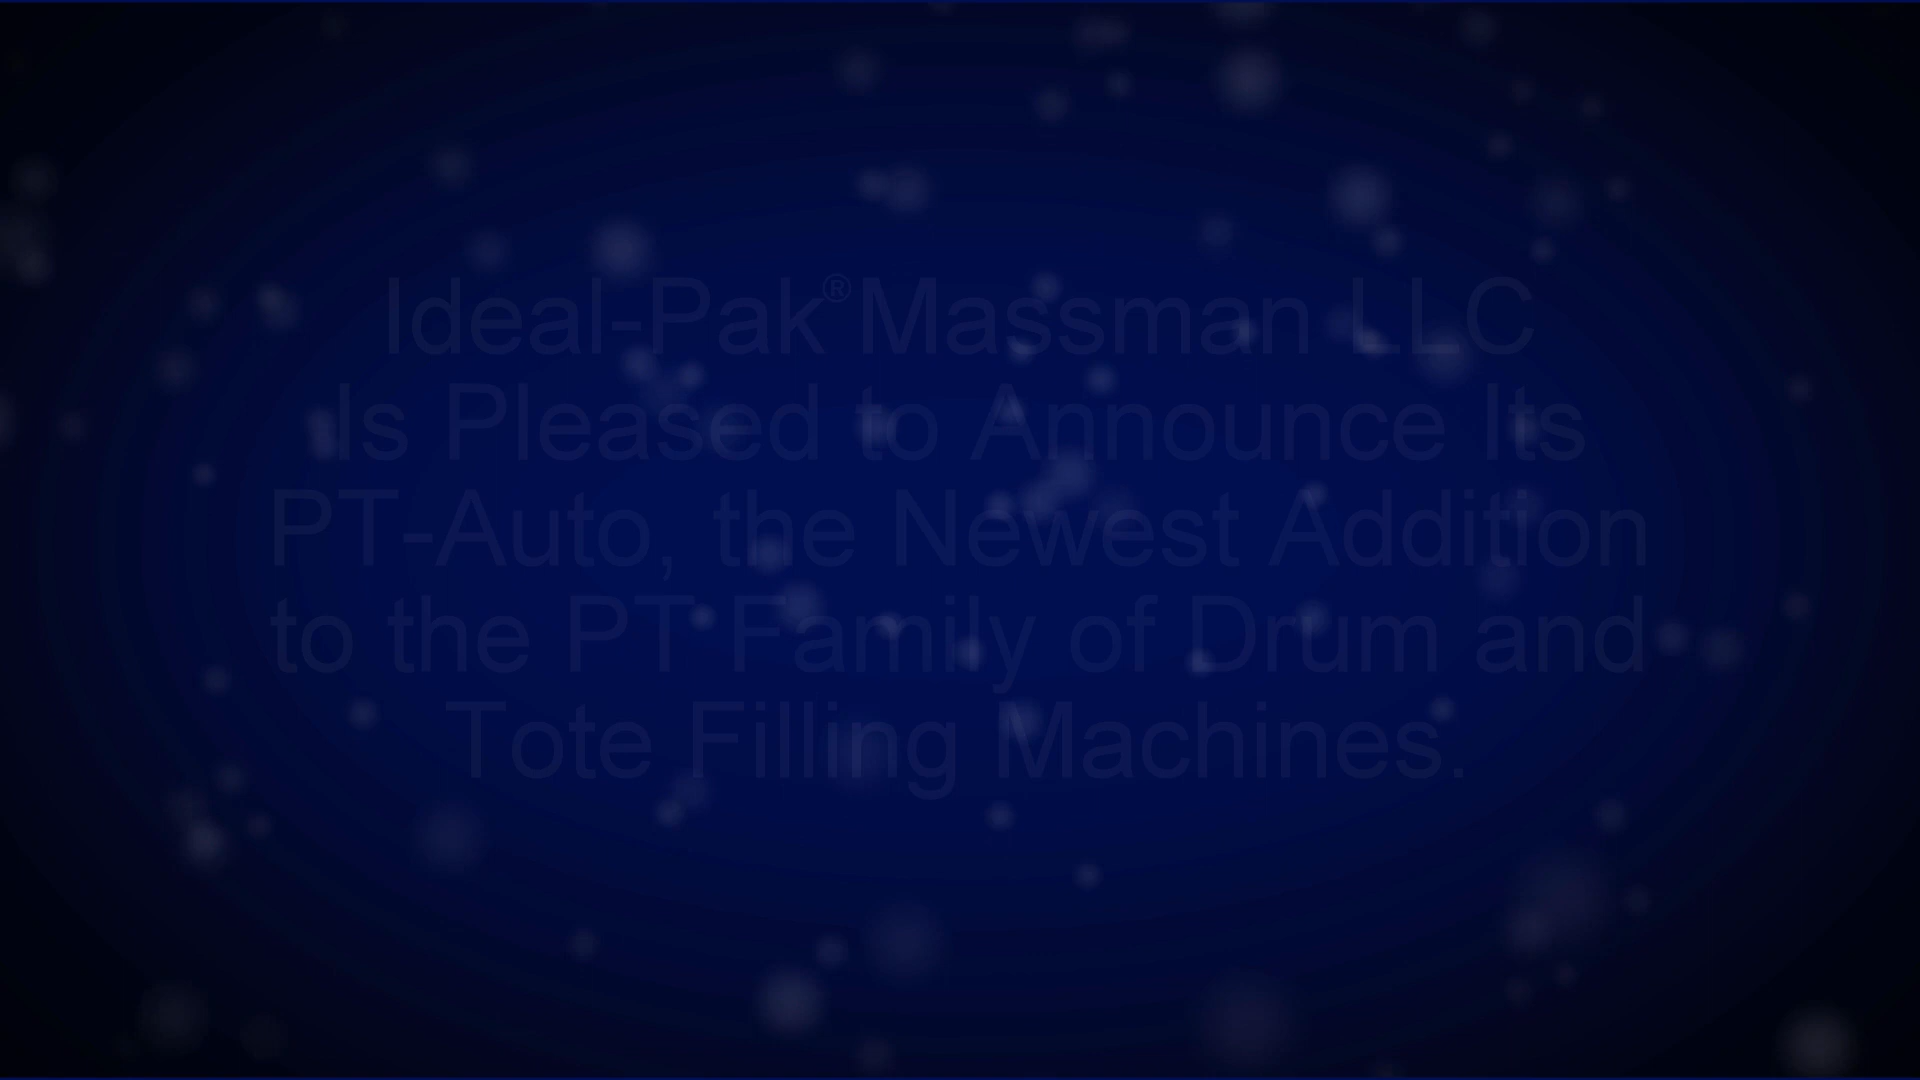 Ideal-Pak® Massman LLC
Is Pleased to Announce Its
PT-Auto, the Newest Addition
to the PT Family of Drum and
Tote Filling Machines.